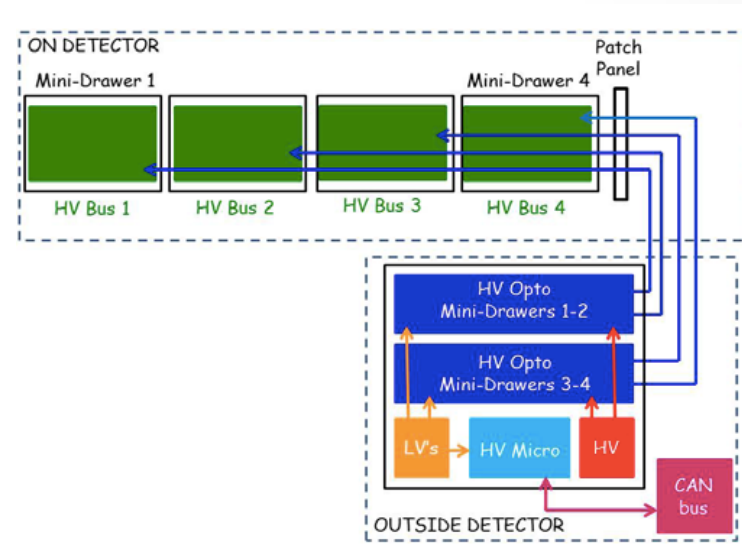 ON DETECTOR
Patch
Panel
Mini-Drawer 1
Mini-Drawer 4
HV Bus 1
HV Bus 2
HV Bus 3
HV Bus 4
HV Opto
Mini-Drawers 1-2
HV Opto
Mini-Drawers 3-4
LV's
HV Micro
HV
CAN
bus
OUTSIDE DETECTOR